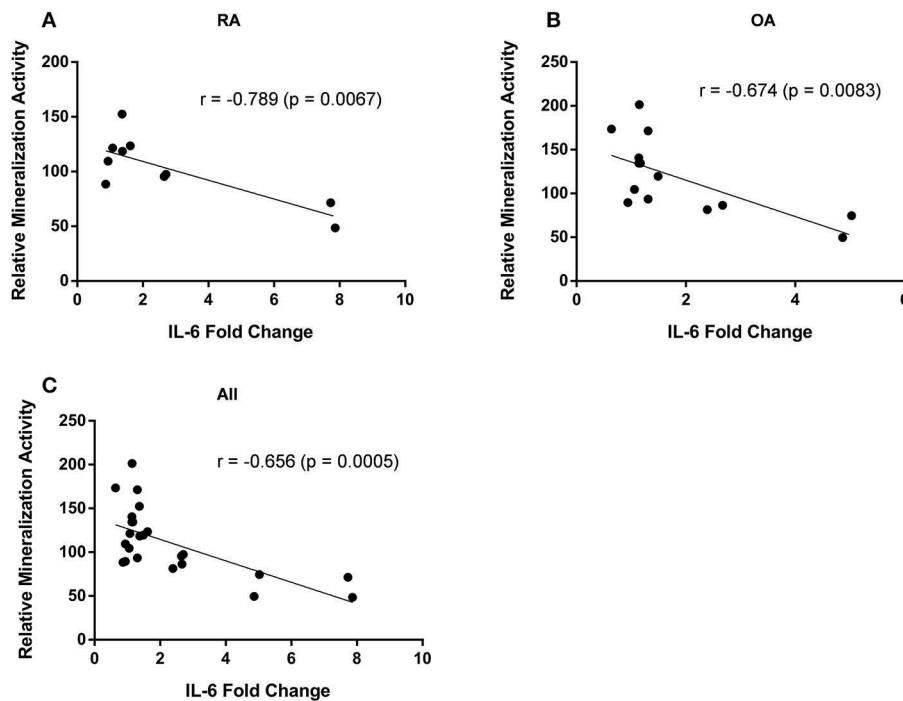 A
RA
Relative Mineralization Activity
200
150
100
50
0
r = -0.789 (p = 0.0067)
0 2 4 6 8 10
IL-6 Fold Change
B
OA
Relative Mineralization Activity
250
200
150
100
50
0
r = -0.674 (p = 0.0083)
0 2 4 6
IL-6 Fold Change
C
All
Relative Mineralization Activity
250
200
150
100
50
0
r = -0.656 (p = 0.0005)
0 2 4 6 8 10
IL-6 Fold Change